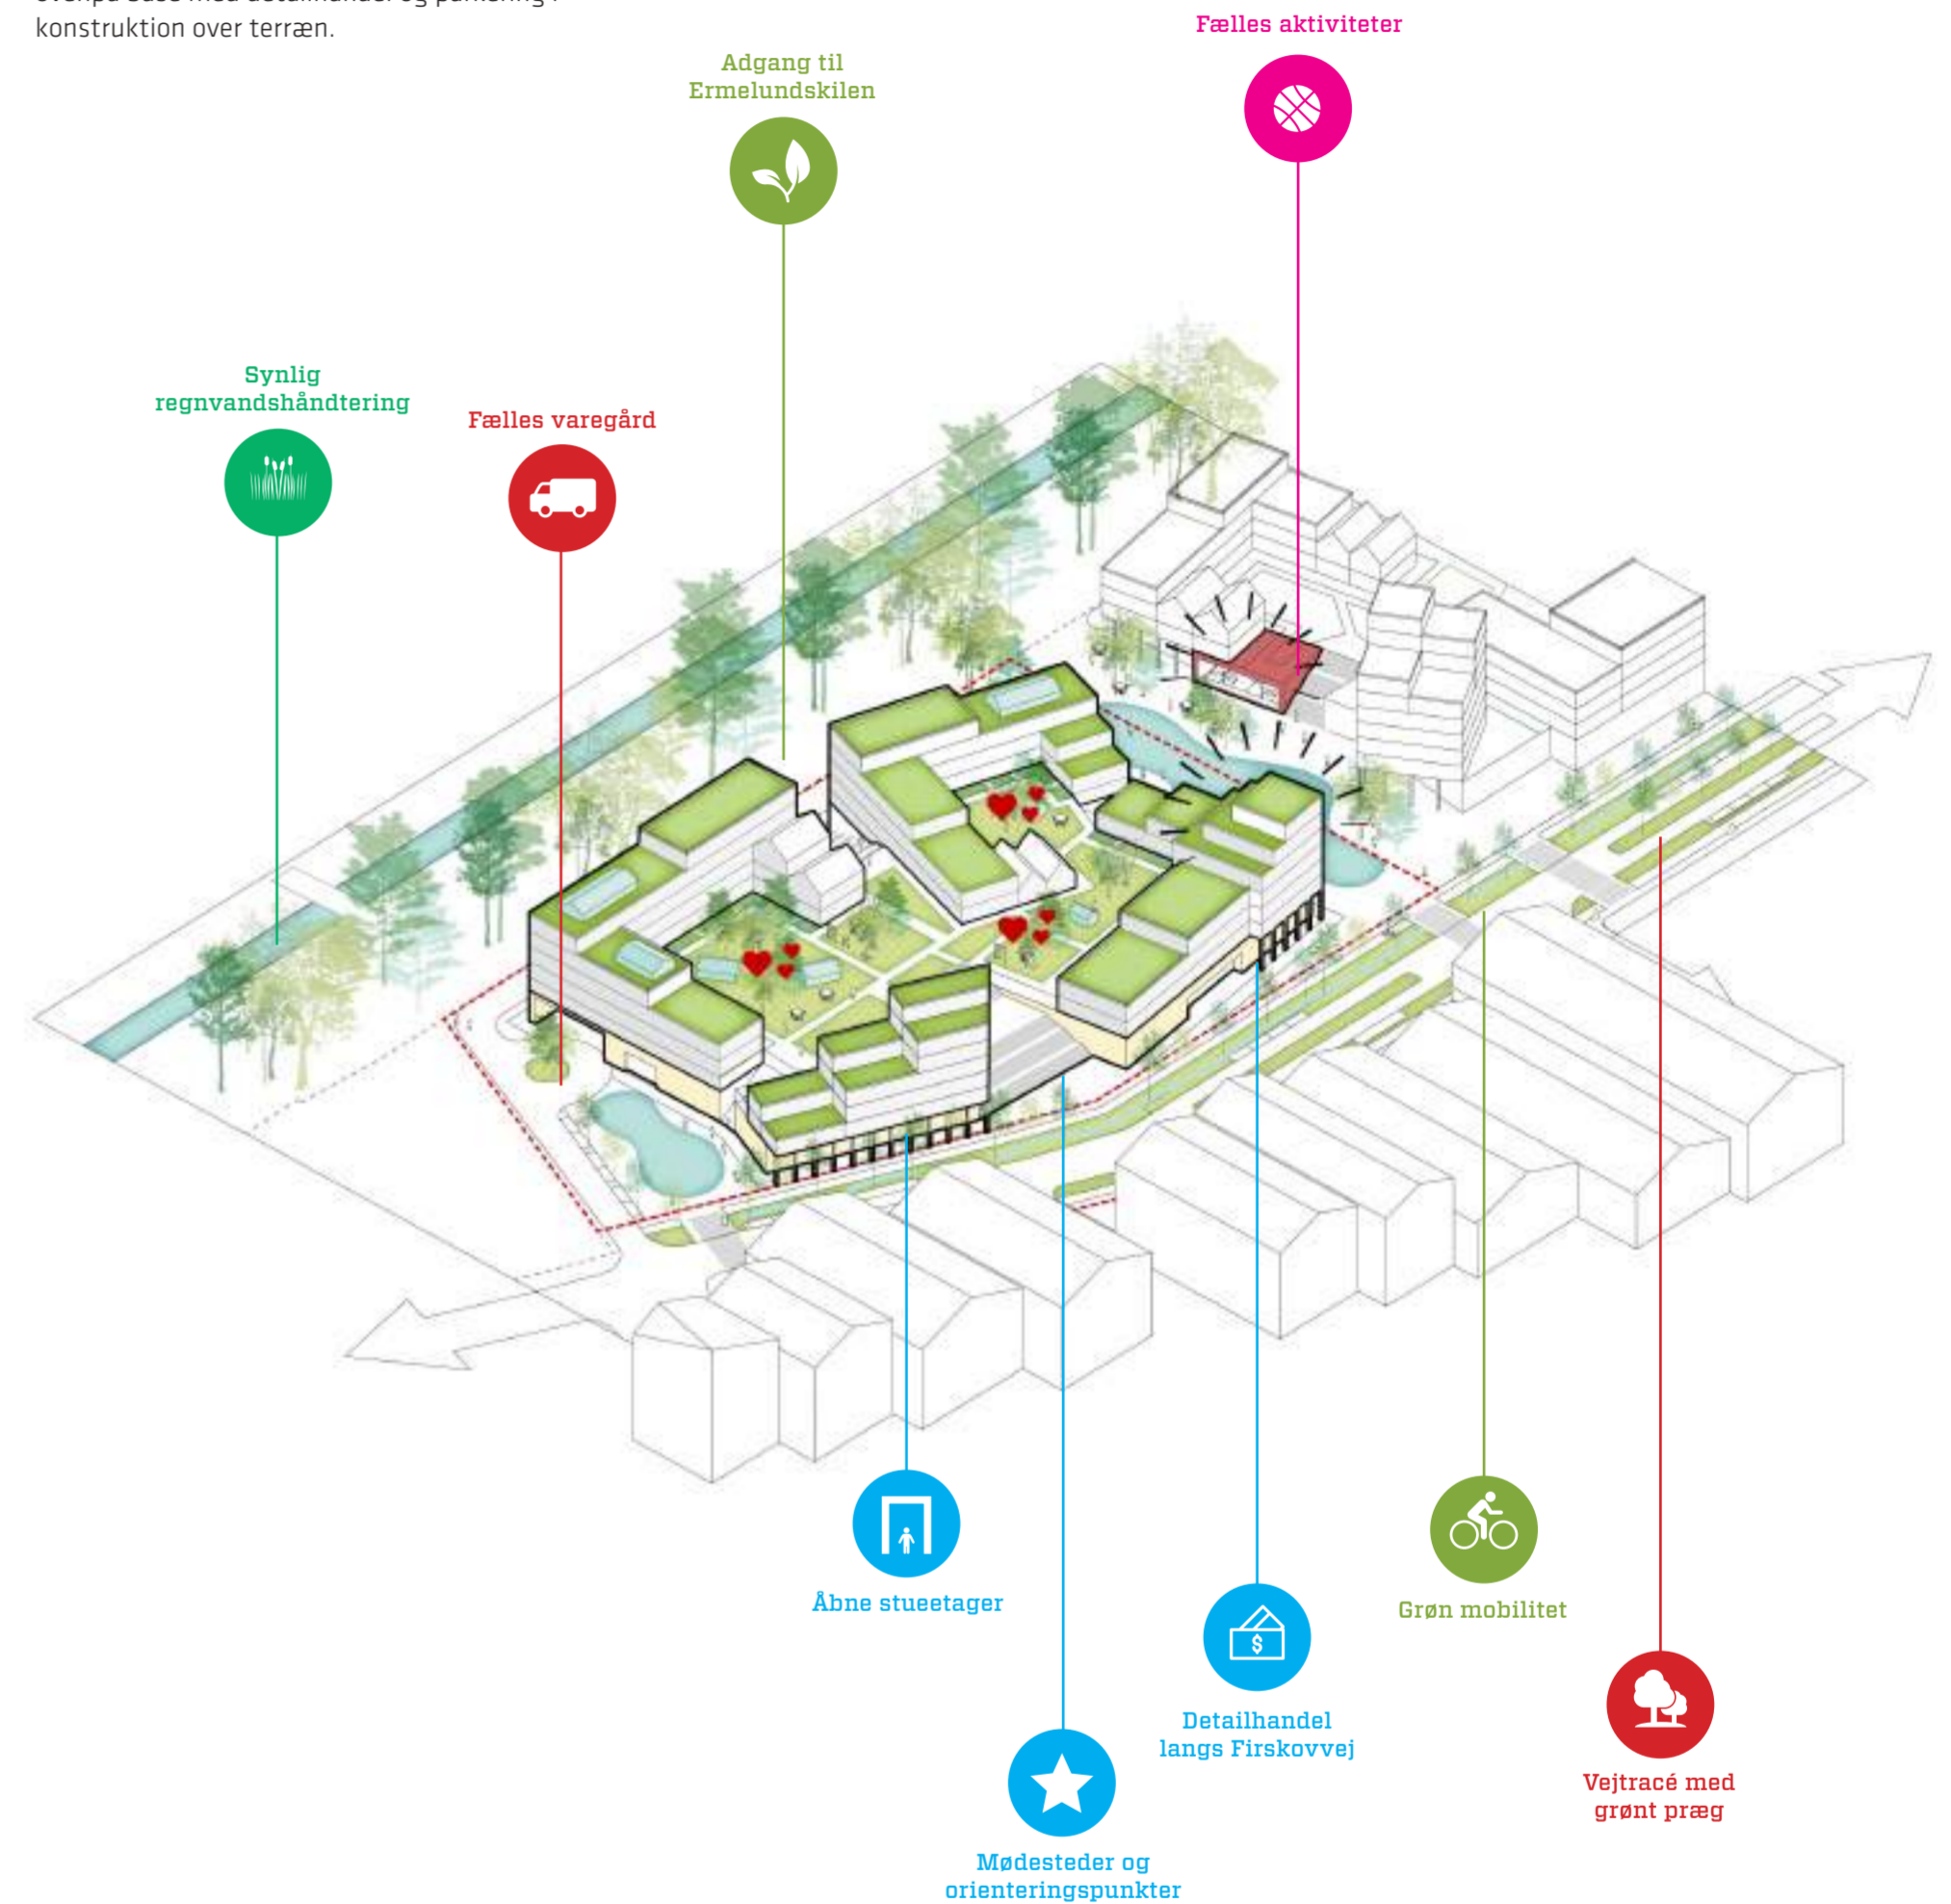 konstruktion over terræn.
Fælles aktiviteter
Adgang til
Ermelundskilen
Synlig
regnvandshåndtering
Fælles varegård
Åbne stueetager
Grøn mobilitet
$
Detailhandel
langs Firskovvej
Vejtracé med
grønt præg
Mødesteder og
orienteringspunkter